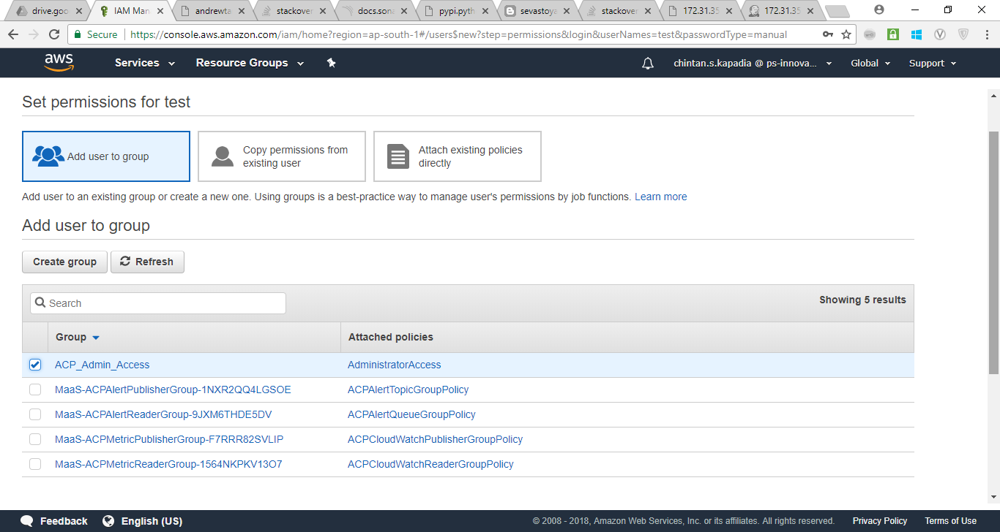 drive.goo
IAM Man
andrewta
stackover
docs.sona
pypi.pyth
sevastoya
stackover
172.31.35
172.31.35
Secure
https://console.aws.amazon.com/iam/home?region=ap-south-1#/users$new?step=permissions&login&userNames=test&passwordType=manual
aws
Services
Resource Groups
chintan.s.kapadia @ ps-innova...
Global
Support
Set permissions for test
Add user to group
Copy permissions from
existing user
Attach existing policies
directly
Add user to an existing group or create a new one. Using groups is a best-practice way to manage user's permissions by job functions. Learn more
Add user to group
Create group
Refresh
Search
Showing 5 results
Group
Attached policies
ACP_Admin_Access
AdministratorAccess
MaaS-ACPAlertPublisherGroup-1NXR2QQ4LGSOE
ACPAlertTopicGroupPolicy
MaaS-ACPAlertReaderGroup-9JXM6THDE5DV
ACPAlertQueueGroupPolicy
MaaS-ACPMetricPublisherGroup-F7RRR82SVLIP
ACPCloudWatchPublisherGroupPolicy
MaaS-ACPMetricReaderGroup-1564NKPKV13O7
ACPCloudWatchReaderGroupPolicy
Feedback
English (US)
© 2008 - 2018, Amazon Web Services, Inc. or its affiliates. All rights reserved.
Privacy Policy
Terms of Use